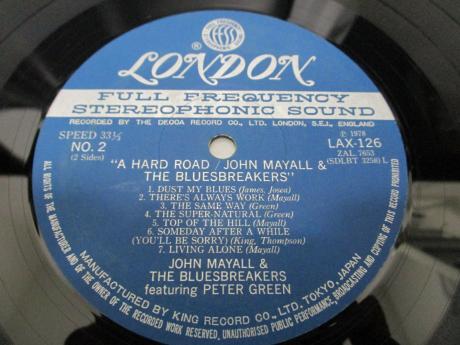 LONDON
®
FULL FREQUENCY
STEREOPHONIC SOUND
RECORDED BY THE DECCA RECORD CO., LTD. LONDON, S.E.I., ENGLAND
SPEED 33⅓
NO. 2
(2 Sides)
Ⓟ 1978
LAX-126
ZAL. 7653
(SDLBT 3258) L
"A HARD ROAD/JOHN MAYALL &
THE BLUESBREAKERS"
1. DUST MY BLUES (James, Josea)
2. THERE'S ALWAYS WORK (Mayall)
3. THE SAME WAY (Green)
4. THE SUPER-NATURAL (Green)
5. TOP OF THE HILL (Mayall)
6. SOMEDAY AFTER A WHILE
(YOU'LL BE SORRY) (King, Thompson)
7. LIVING ALONE (Mayall)
JOHN MAYALL &
THE BLUESBREAKERS
featuring PETER GREEN
MANUFACTURED BY KING RECORD CO., LTD. TOKYO, JAPAN
ALL RIGHTS OF THE MANUFACTURER AND OF THE OWNER OF THE RECORDED WORK RESERVED, UNAUTHORISED PUBLIC PERFORMANCE, BROADCASTING AND COPYING OF THIS RECORD PROHIBITED